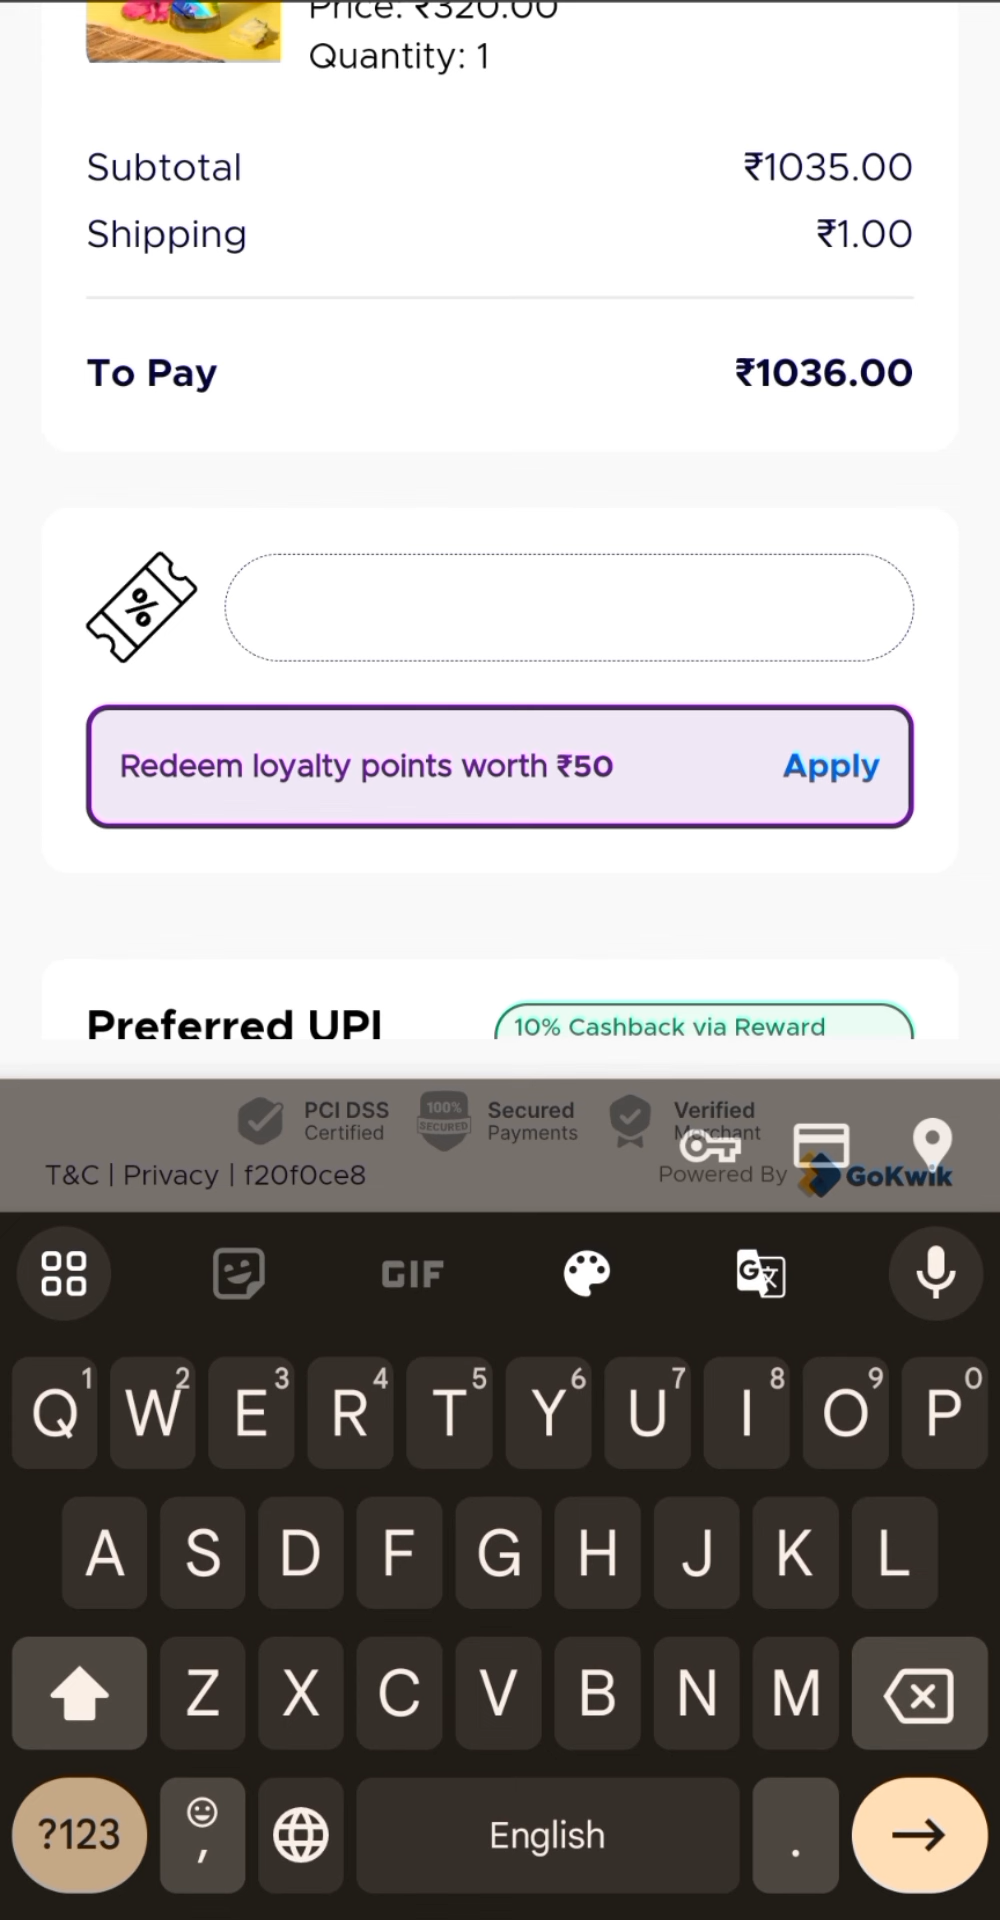 Price: ₹320.00
Quantity: 1
Subtotal ₹1035.00
Shipping ₹1.00
To Pay ₹1036.00
%
Redeem loyalty points worth ₹50 Apply
Preferred UPI 10% Cashback via Reward
PCI DSS 100% Secured Verified
Certified SECURED Payments Merchant
T&C | Privacy | f20f0ce8 Powered By GoKwik
GIF G文
Q1 W2 E3 R4 T5 Y6 U7 I8 O9 P0
A S D F G H J K L
Z X C V B N M
?123 , English .